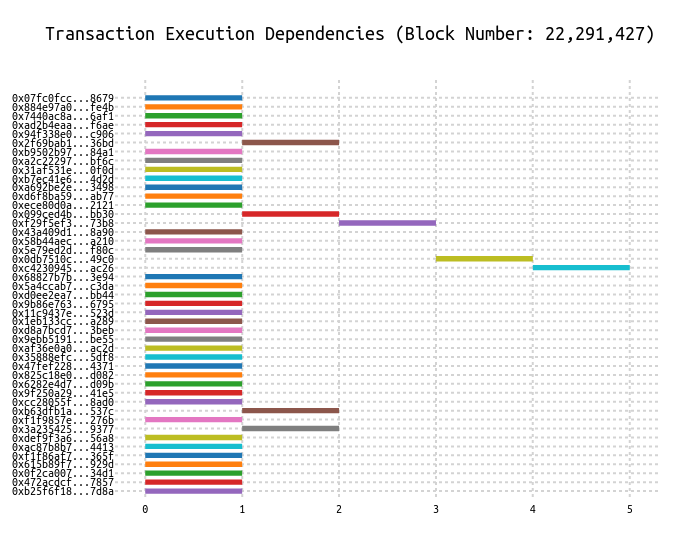 Transaction Execution Dependencies (Block Number: 22,291,427)
0x07fc0fcc...8679
0x884e97a0...fe4b
0x7440ac8a...6af1
0xad2b4eaa...f6ae
0x94f338e0...c906
0x2f69bab1...36bd
0xb9502b97...84a1
0xa2c22297...bf6c
0x31af531e...0f0d
0xb7ec41e6...4d2d
0xa692be2e...3498
0xd6f8ba59...ab77
0xece80d0a...2121
0x099ced4b...bb30
0xf29f5ef3...73b8
0x43a409d1...8a90
0x58b44aec...a210
0x5e79ed2d...f80c
0x0db7510c...49c0
0xc4230945...ac26
0x68827b7b...3e94
0x5a4ccab7...c3da
0xd0ee2ea7...bb44
0x9b86e763...6795
0x11c9437e...523d
0x1eb133cc...a289
0xd8a7bcd7...3beb
0x9ebb5191...be55
0xaf36e0a0...ac2d
0x35888efc...5df8
0x47fef228...4371
0x825c18e0...d082
0x6282e4d7...d09b
0x9f250a29...41e5
0xcc28055f...8ad0
0xb63dfb1a...537c
0xf1f9857e...276b
0x3a235425...9377
0xdef9f3a6...56a8
0xac87b8b7...4413
0xf1f86af7...365f
0x615b89f7...929d
0x0f2ca007...34d1
0x472acdcf...7857
0xb25f6f18...7d8a
0 1 2 3 4 5